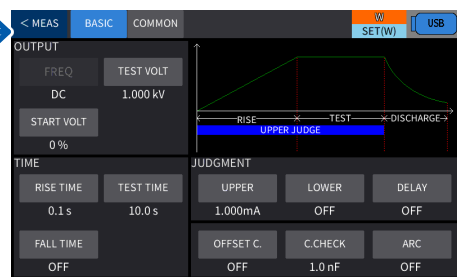 < MEAS BASIC COMMON W SET(W) USB
OUTPUT
FREQ TEST VOLT
DC 1.000 kV
START VOLT
0 %
RISE TEST DISCHARGE
UPPER JUDGE
TIME
RISE TIME TEST TIME
0.1 s 10.0 s
FALL TIME
OFF
JUDGMENT
UPPER LOWER DELAY
1.000mA OFF OFF
OFFSET C. C.CHECK ARC
OFF 1.0 nF OFF